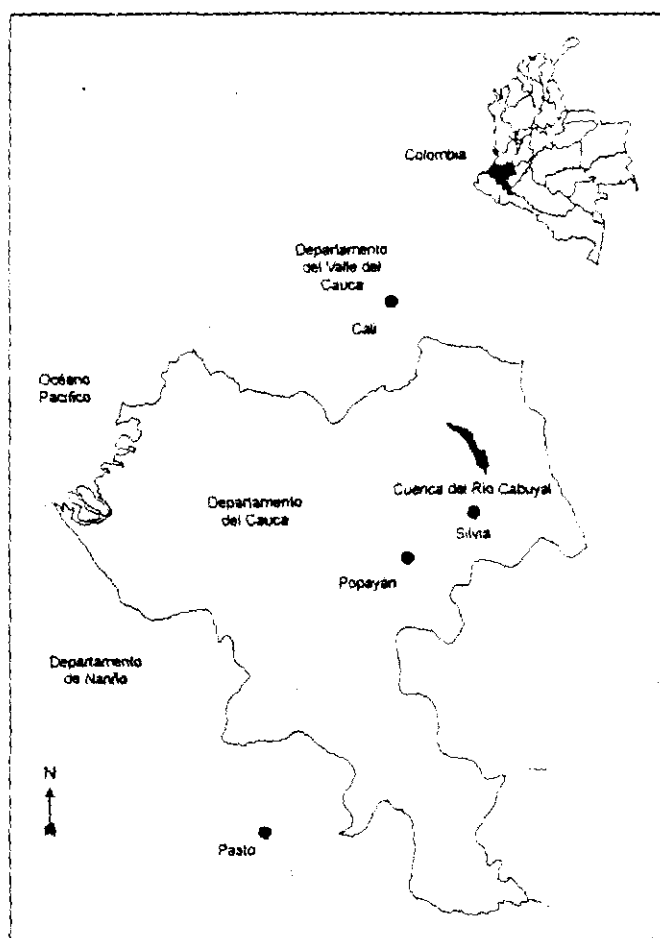 Colombia
Departamento
del Valle del
Cauca
Cali
Océano
Pacífico
Cuenca del Río Cabuyal
Departamento
del Cauca
Silvia
Popayán
Departamento
de Nariño
N
Pasto